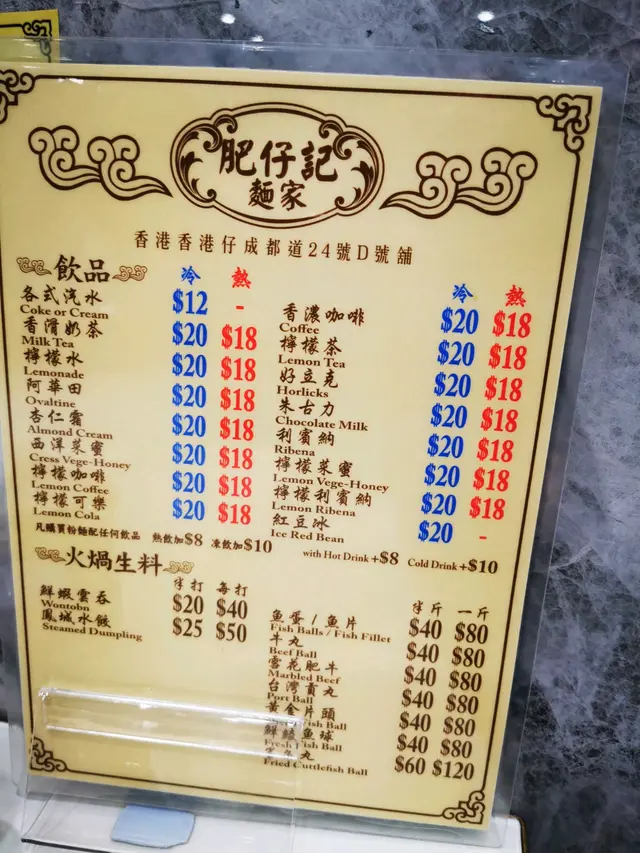 肥仔記
麵家
香港香港仔成都道24號D號舖
飲品 冷 熱
各式汽水 $12 -
Coke or Cream
香滑奶茶 $20 $18
Milk Tea
檸檬水 $20 $18
Lemonade
阿華田 $20 $18
Ovaltine
杏仁霜 $20 $18
Almond Cream
西洋菜蜜 $20 $18
Cress Vege-Honey
檸檬咖啡 $20 $18
Lemon Coffee
檸檬可樂 $20 $18
Lemon Cola
冷 熱
香濃咖啡 $20 $18
Coffee
檸檬茶 $20 $18
Lemon Tea
好立克 $20 $18
Horlicks
朱古力 $20 $18
Chocolate Milk
利賓納 $20 $18
Ribena
檸檬菜蜜 $20 $18
Lemon Vege-Honey
檸檬利賓納 $20 $18
Lemon Ribena
紅豆冰 $20 -
Ice Red Bean
凡購買粉麵配任何飲品 熱飲加$8 凍飲加$10 with Hot Drink +$8 Cold Drink +$10
火鍋生料
半打 每打
鮮蝦雲吞 $20 $40
Wontobn
鳳城水餃 $25 $50
Steamed Dumpling
半斤 一斤
魚蛋/魚片 $40 $80
Fish Balls / Fish Fillet
牛丸 $40 $80
Beef Ball
雪花肥牛 $40 $80
Marbled Beef
台灣貢丸 $40 $80
Port Ball
黃金片頭 $40 $80
Fish Ball
鮮鯪魚球 $40 $80
Fresh Fish Ball
丸 $60 $120
Fried Cuttlefish Ball